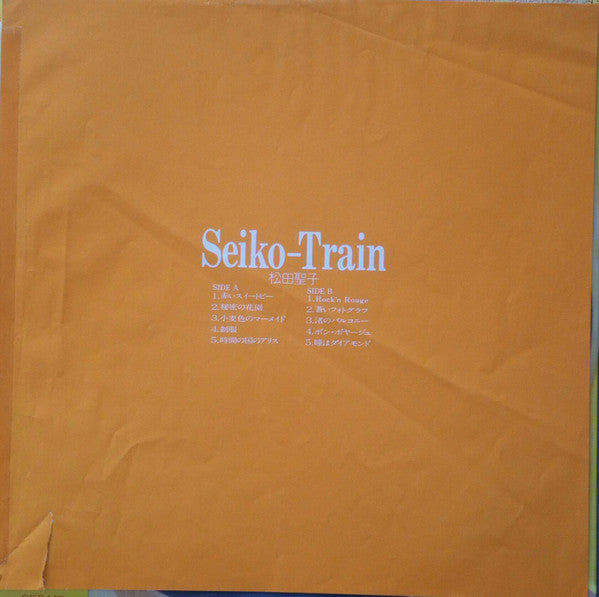 Seiko-Train
松田聖子
SIDE A
1.赤いスイートピー
2.秘密の花園
3.小麦色のマーメイド
4.制服
5.時間の国のアリス
SIDE B
1.Rock'n Rouge
2.蒼いフォトグラフ
3.渚のバルコニー
4.ボン・ボヤージュ
5.瞳はダイアモンド